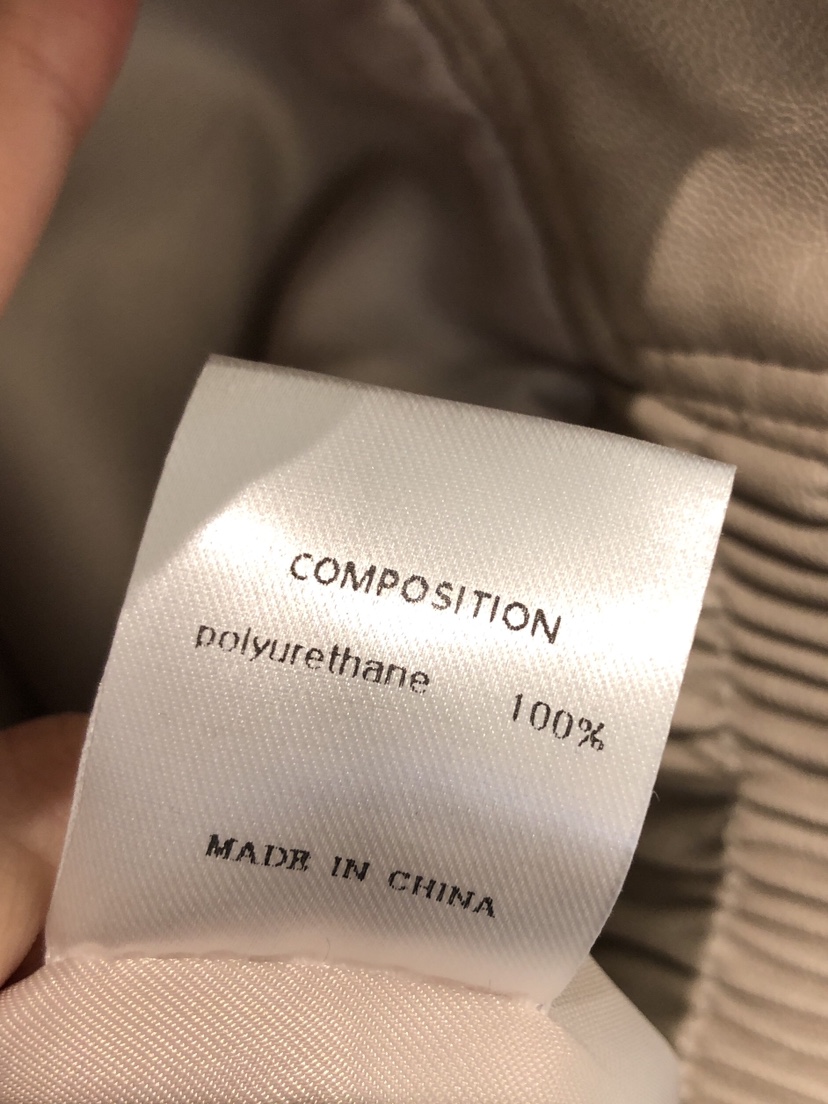 COMPOSITION
polyurethane 100%
MADE IN CHINA